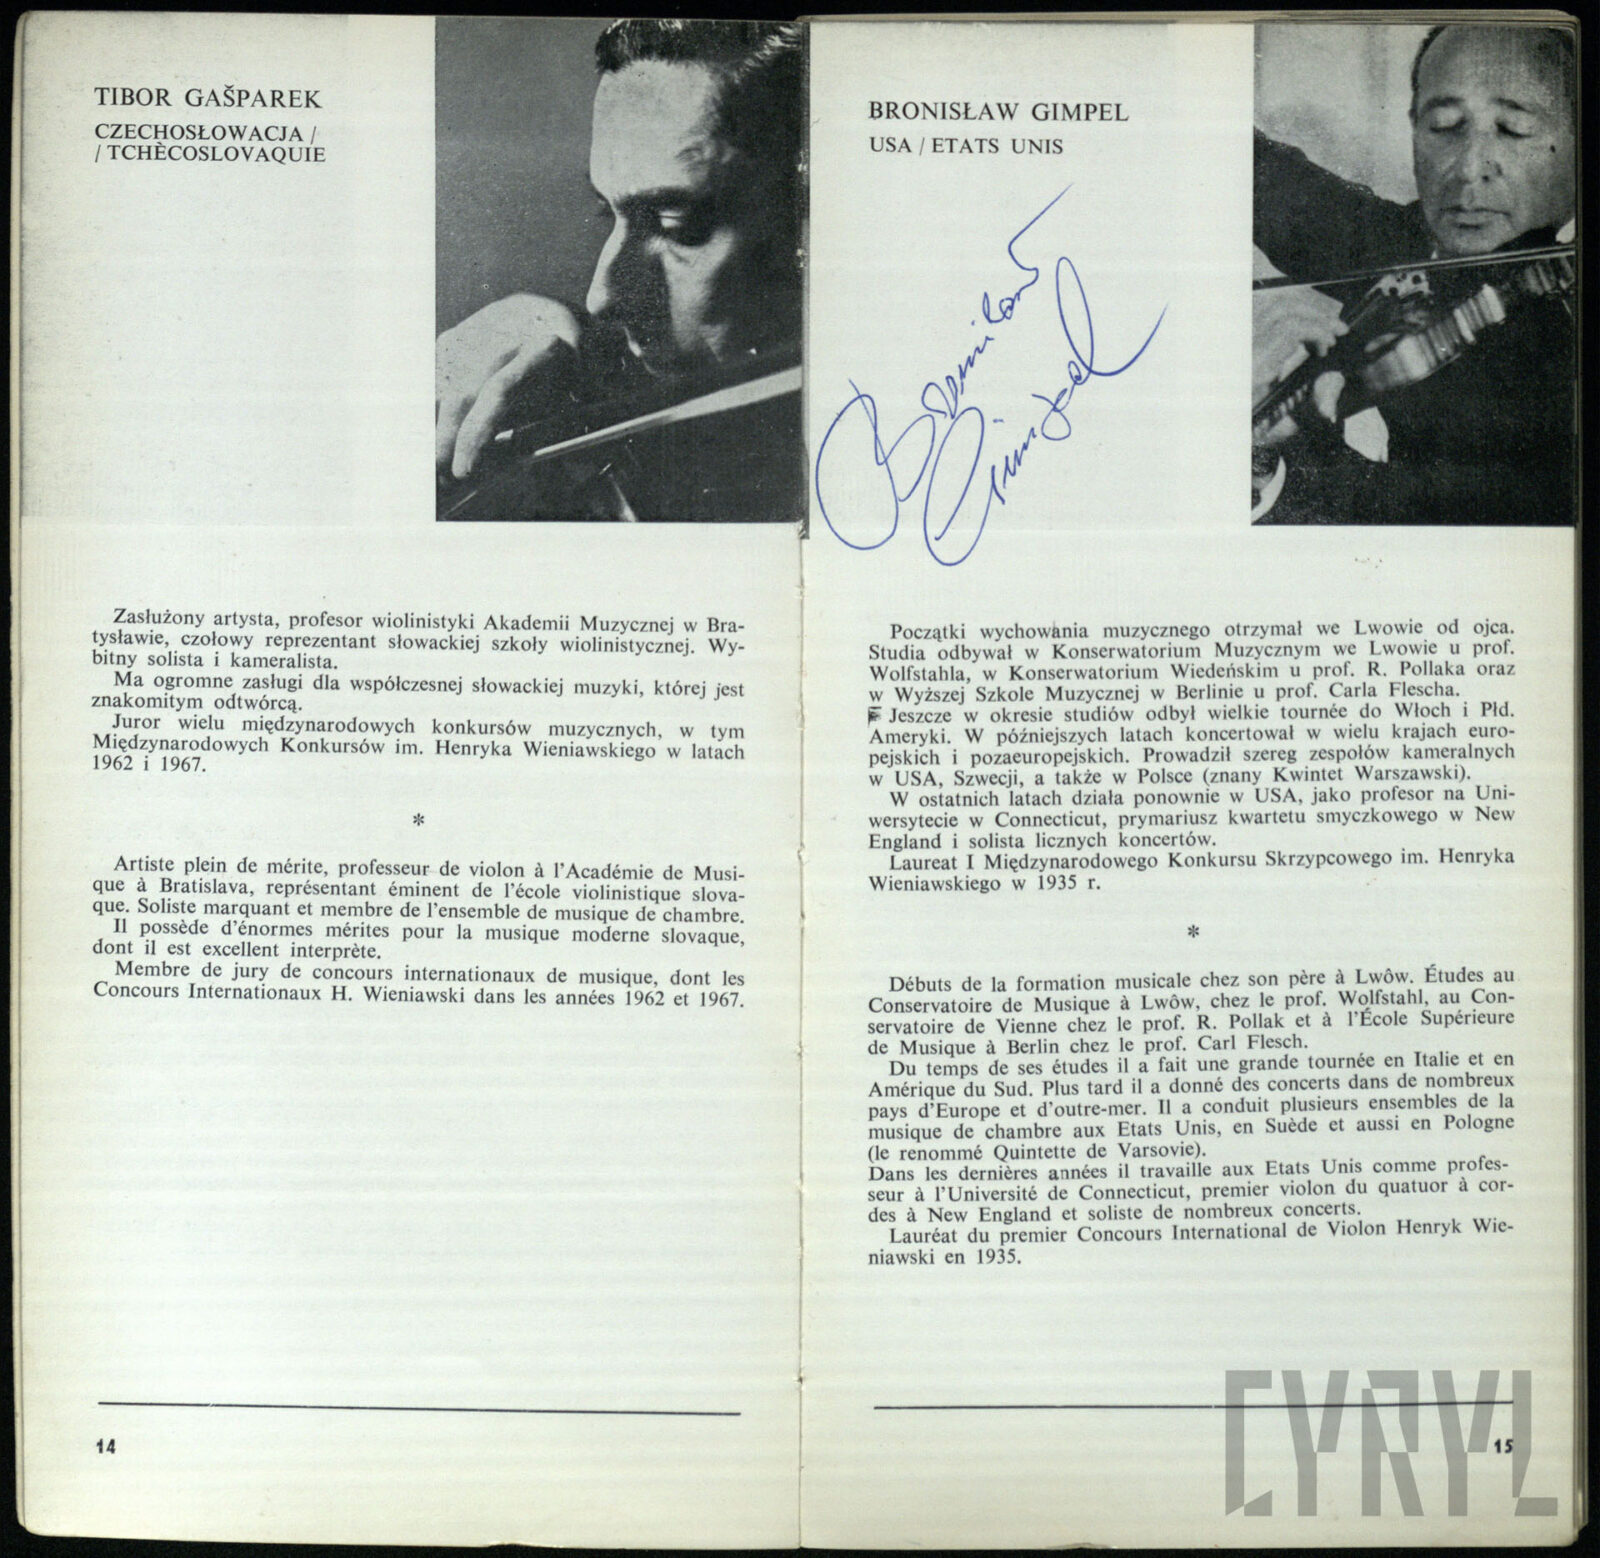 TIBOR GAŠPAREK
CZECHOSŁOWACJA /
/ TCHÈCOSLOVAQUIE
Zasłużony artysta, profesor wiolinistyki Akademii Muzycznej w Bra-
tysławie, czołowy reprezentant słowackiej szkoły wiolinistycznej. Wy-
bitny solista i kameralista.
Ma ogromne zasługi dla współczesnej słowackiej muzyki, której jest
znakomitym odtwórcą.
Juror wielu międzynarodowych konkursów muzycznych, w tym
Międzynarodowych Konkursów im. Henryka Wieniawskiego w latach
1962 i 1967.
*
Artiste plein de mérite, professeur de violon à l'Académie de Musi-
que à Bratislava, représentant éminent de l'école violinistique slova-
que. Soliste marquant et membre de l'ensemble de musique de chambre.
Il possède d'énormes mérites pour la musique moderne slovaque,
dont il est excellent interprète.
Membre de jury de concours internationaux de musique, dont les
Concours Internationaux H. Wieniawski dans les années 1962 et 1967.
14
BRONISŁAW GIMPEL
USA / ETATS UNIS
Bronisław
Gimpel
Początki wychowania muzycznego otrzymał we Lwowie od ojca.
Studia odbywał w Konserwatorium Muzycznym we Lwowie u prof.
Wolfstahla, w Konserwatorium Wiedeńskim u prof. R. Pollaka oraz
w Wyższej Szkole Muzycznej w Berlinie u prof. Carla Flescha.
Jeszcze w okresie studiów odbył wielkie tournée do Włoch i Płd.
Ameryki. W późniejszych latach koncertował w wielu krajach euro-
pejskich i pozaeuropejskich. Prowadził szereg zespołów kameralnych
w USA, Szwecji, a także w Polsce (znany Kwintet Warszawski).
W ostatnich latach działa ponownie w USA, jako profesor na Uni-
wersytecie w Connecticut, prymariusz kwartetu smyczkowego w New
England i solista licznych koncertów.
Laureat I Międzynarodowego Konkursu Skrzypcowego im. Henryka
Wieniawskiego w 1935 r.
*
Débuts de la formation musicale chez son père à Lwôw. Études au
Conservatoire de Musique à Lwôw, chez le prof. Wolfstahl, au Con-
servatoire de Vienne chez le prof. R. Pollak et à l'École Supérieure
de Musique à Berlin chez le prof. Carl Flesch.
Du temps de ses études il a fait une grande tournée en Italie et en
Amérique du Sud. Plus tard il a donné des concerts dans de nombreux
pays d'Europe et d'outre-mer. Il a conduit plusieurs ensembles de la
musique de chambre aux Etats Unis, en Suède et aussi en Pologne
(le renommé Quintette de Varsovie).
Dans les dernières années il travaille aux Etats Unis comme profes-
seur à l'Université de Connecticut, premier violon du quatuor à cor-
des à New England et soliste de nombreux concerts.
Lauréat du premier Concours International de Violon Henryk Wie-
niawski en 1935.
15
CYRYL